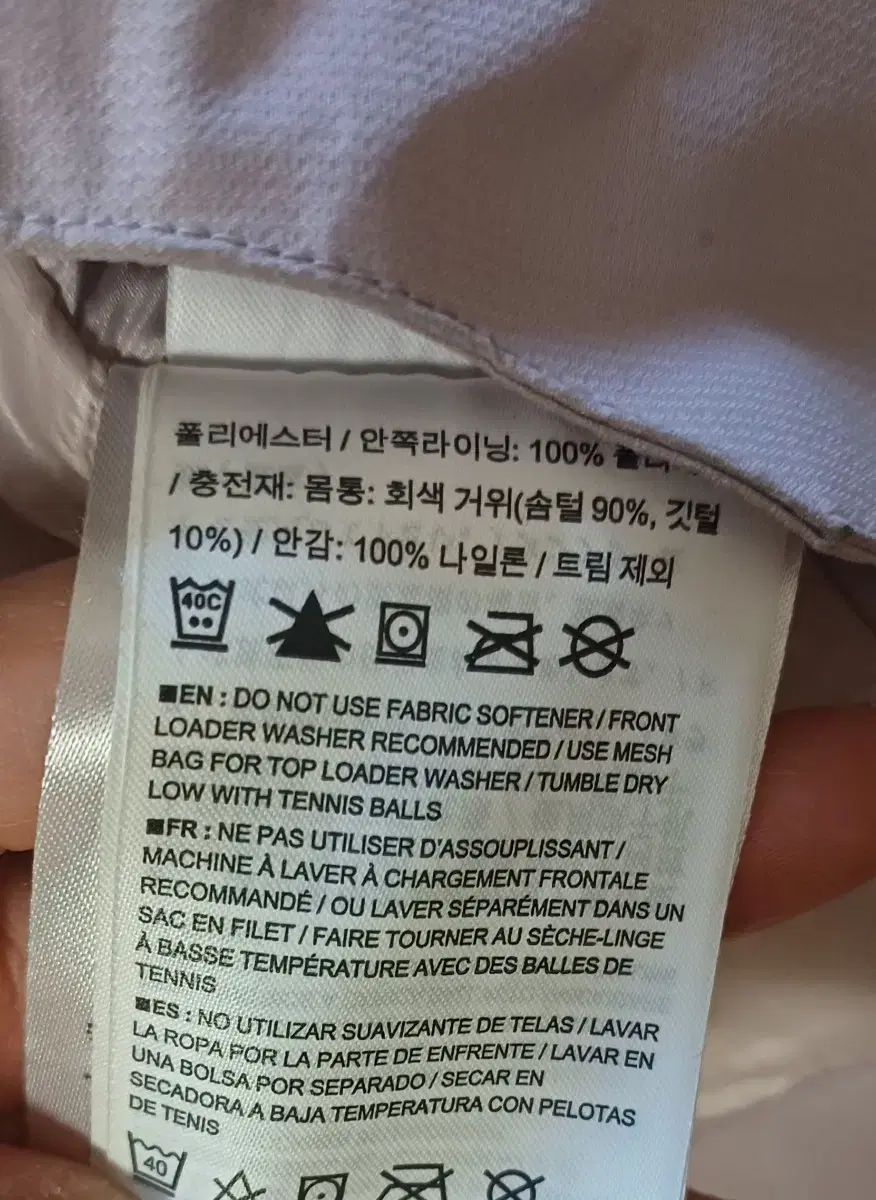 폴리에스터 / 안쪽라이닝: 100%
/ 충전재: 몸통: 회색 거위(솜털 90%, 깃털
10%) / 안감: 100% 나일론 / 트림 제외
40C
■EN : DO NOT USE FABRIC SOFTENER / FRONT
LOADER WASHER RECOMMENDED / USE MESH
BAG FOR TOP LOADER WASHER / TUMBLE DRY
LOW WITH TENNIS BALLS
■FR : NE PAS UTILISER D'ASSOUPLISSANT /
MACHINE À LAVER À CHARGEMENT FRONTALE
RECOMMANDÉ / OU LAVER SÉPARÉMENT DANS UN
SAC EN FILET / FAIRE TOURNER AU SÈCHE-LINGE
À BASSE TEMPÉRATURE AVEC DES BALLES DE
TENNIS
■ES : NO UTILIZAR SUAVIZANTE DE TELAS / LAVAR
LA ROPA POR LA PARTE DE ENFRENTE / LAVAR EN
UNA BOLSA POR SEPARADO / SECAR EN
SECADORA A BAJA TEMPERATURA CON PELOTAS
DE TENIS
40